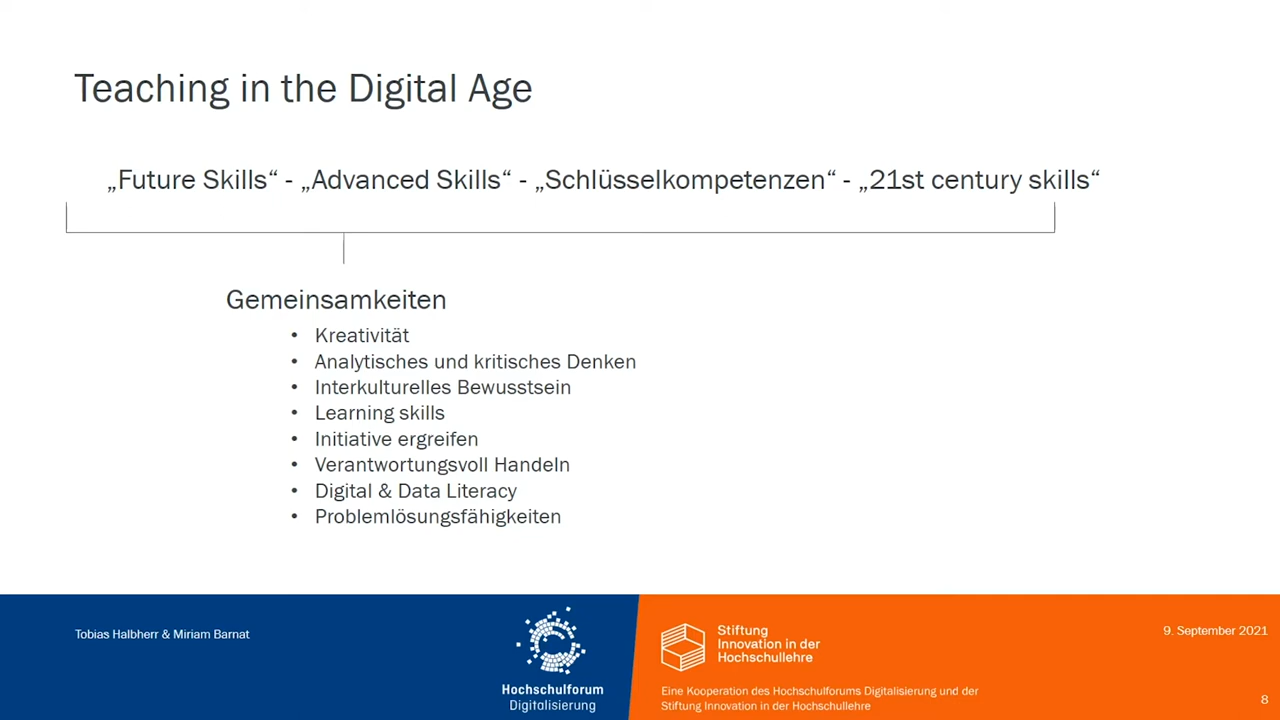 Teaching in the Digital Age
„Future Skills“ - „Advanced Skills“ - „Schlüsselkompetenzen“ - „21st century skills“
Gemeinsamkeiten
• Kreativität
• Analytisches und kritisches Denken
• Interkulturelles Bewusstsein
• Learning skills
• Initiative ergreifen
• Verantwortungsvoll Handeln
• Digital & Data Literacy
• Problemlösungsfähigkeiten
Tobias Halbherr & Miriam Barnat
Hochschulforum
Digitalisierung
Stiftung
Innovation in der
Hochschullehre
Eine Kooperation des Hochschulforums Digitalisierung und der
Stiftung Innovation in der Hochschullehre
9. September 2021
8